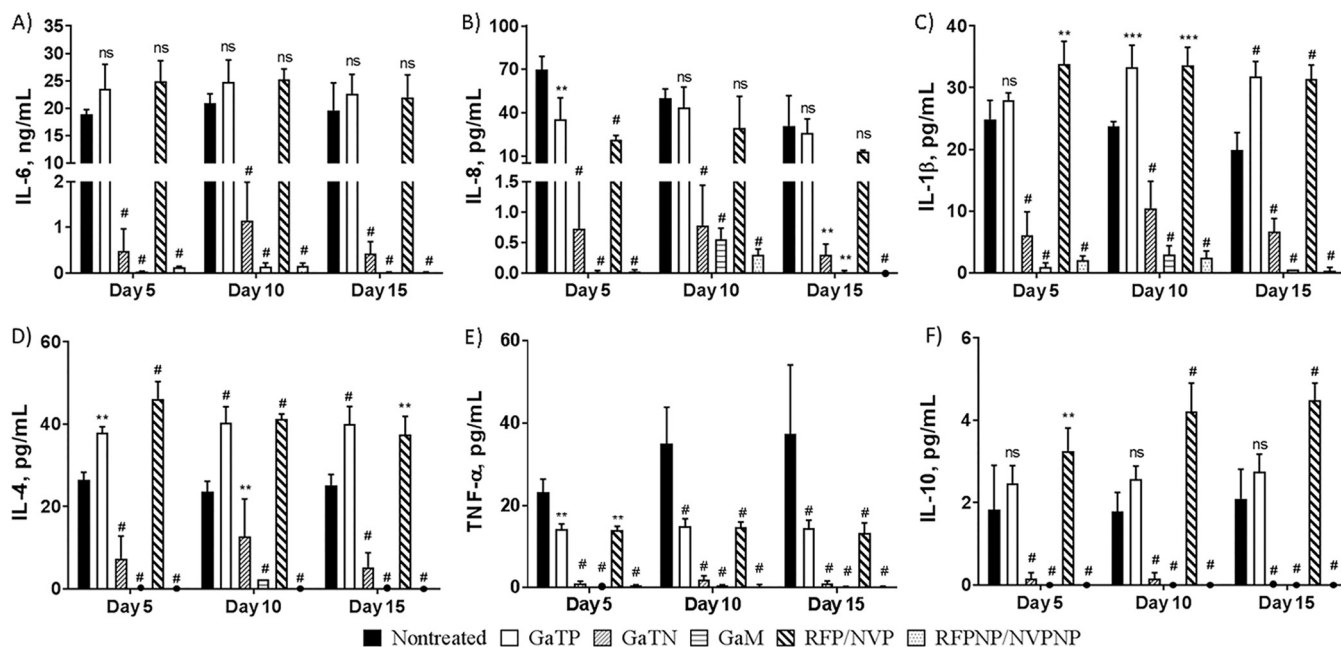 A)
IL-6, ng/mL
30
25
20
15
10
2
1
0
ns
ns
ns
ns
ns
ns
#
#
#
#
#
#
#
#
#
Day 5
Day 10
Day 15
B)
IL-8, pg/mL
100
70
40
10
1.5
1.0
0.5
0.0
**
#
#
#
#
ns
#
#
ns
#
ns
**
**
ns
#
Day 5
Day 10
Day 15
C)
IL-1β, pg/mL
40
30
20
10
0
ns
#
#
**
#
***
#
#
***
#
#
#
#
#
#
Day 5
Day 10
Day 15
D)
IL-4, pg/mL
60
40
20
0
**
#
#
#
#
#
**
#
#
#
#
#
#
**
#
Day 5
Day 10
Day 15
E)
TNF-α, pg/mL
60
40
20
0
**
#
#
**
#
#
#
#
#
#
#
#
#
#
#
Day 5
Day 10
Day 15
F)
IL-10, pg/mL
6
4
2
0
ns
#
#
**
#
ns
#
#
#
#
ns
#
#
#
#
Day 5
Day 10
Day 15
Nontreated GaTP GaTN GaM RFP/NVP RFPNP/NVPNP